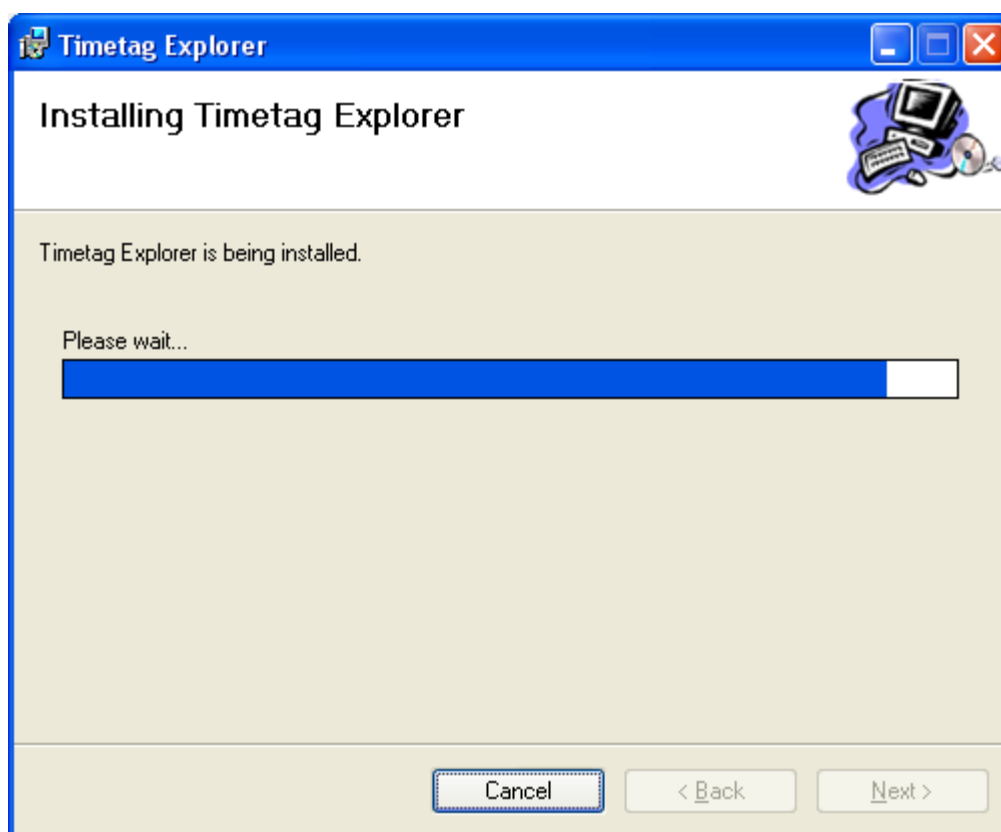 Timetag Explorer
Installing Timetag Explorer
Timetag Explorer is being installed.
Please wait...
Cancel
< Back
Next >